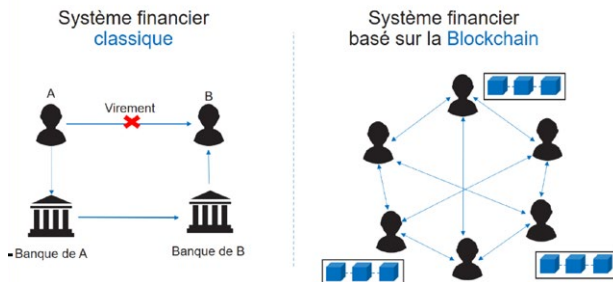 Système financier
classique
A
B
Virement
Banque de A
Banque de B
Système financier
basé sur la Blockchain